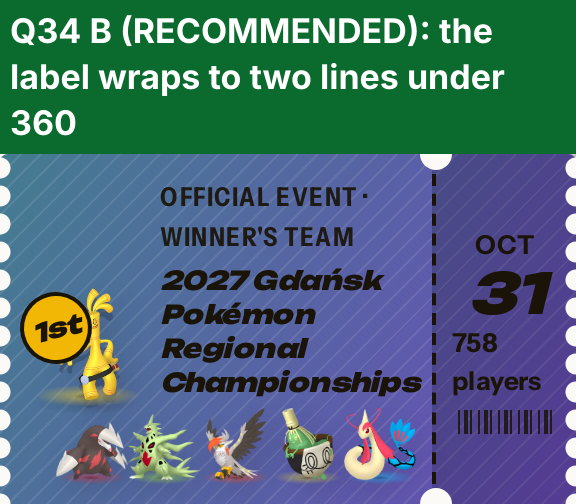 Q34 B (RECOMMENDED): the
label wraps to two lines under
360
OFFICIAL EVENT ·
WINNER'S TEAM
2027 Gdańsk
Pokémon
Regional
Championships
1st
OCT
31
758
players